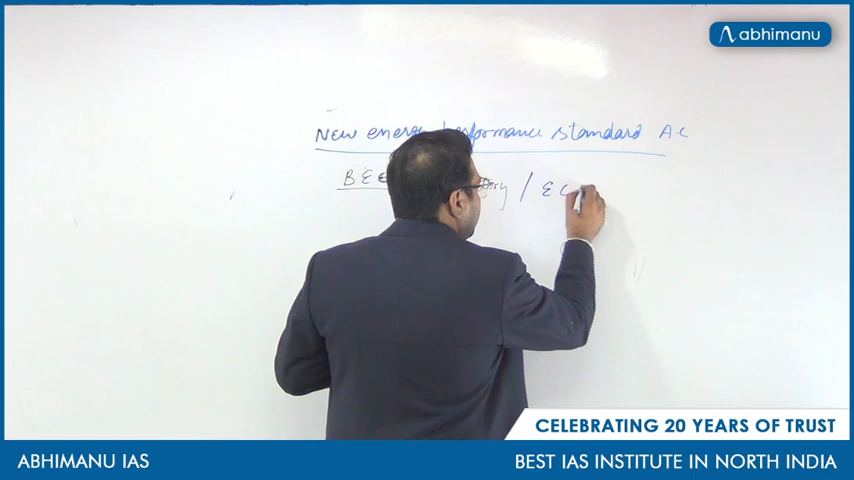 abhimanu
New energy performance standard AC
BEE / EC
CELEBRATING 20 YEARS OF TRUST
ABHIMANU IAS
BEST IAS INSTITUTE IN NORTH INDIA